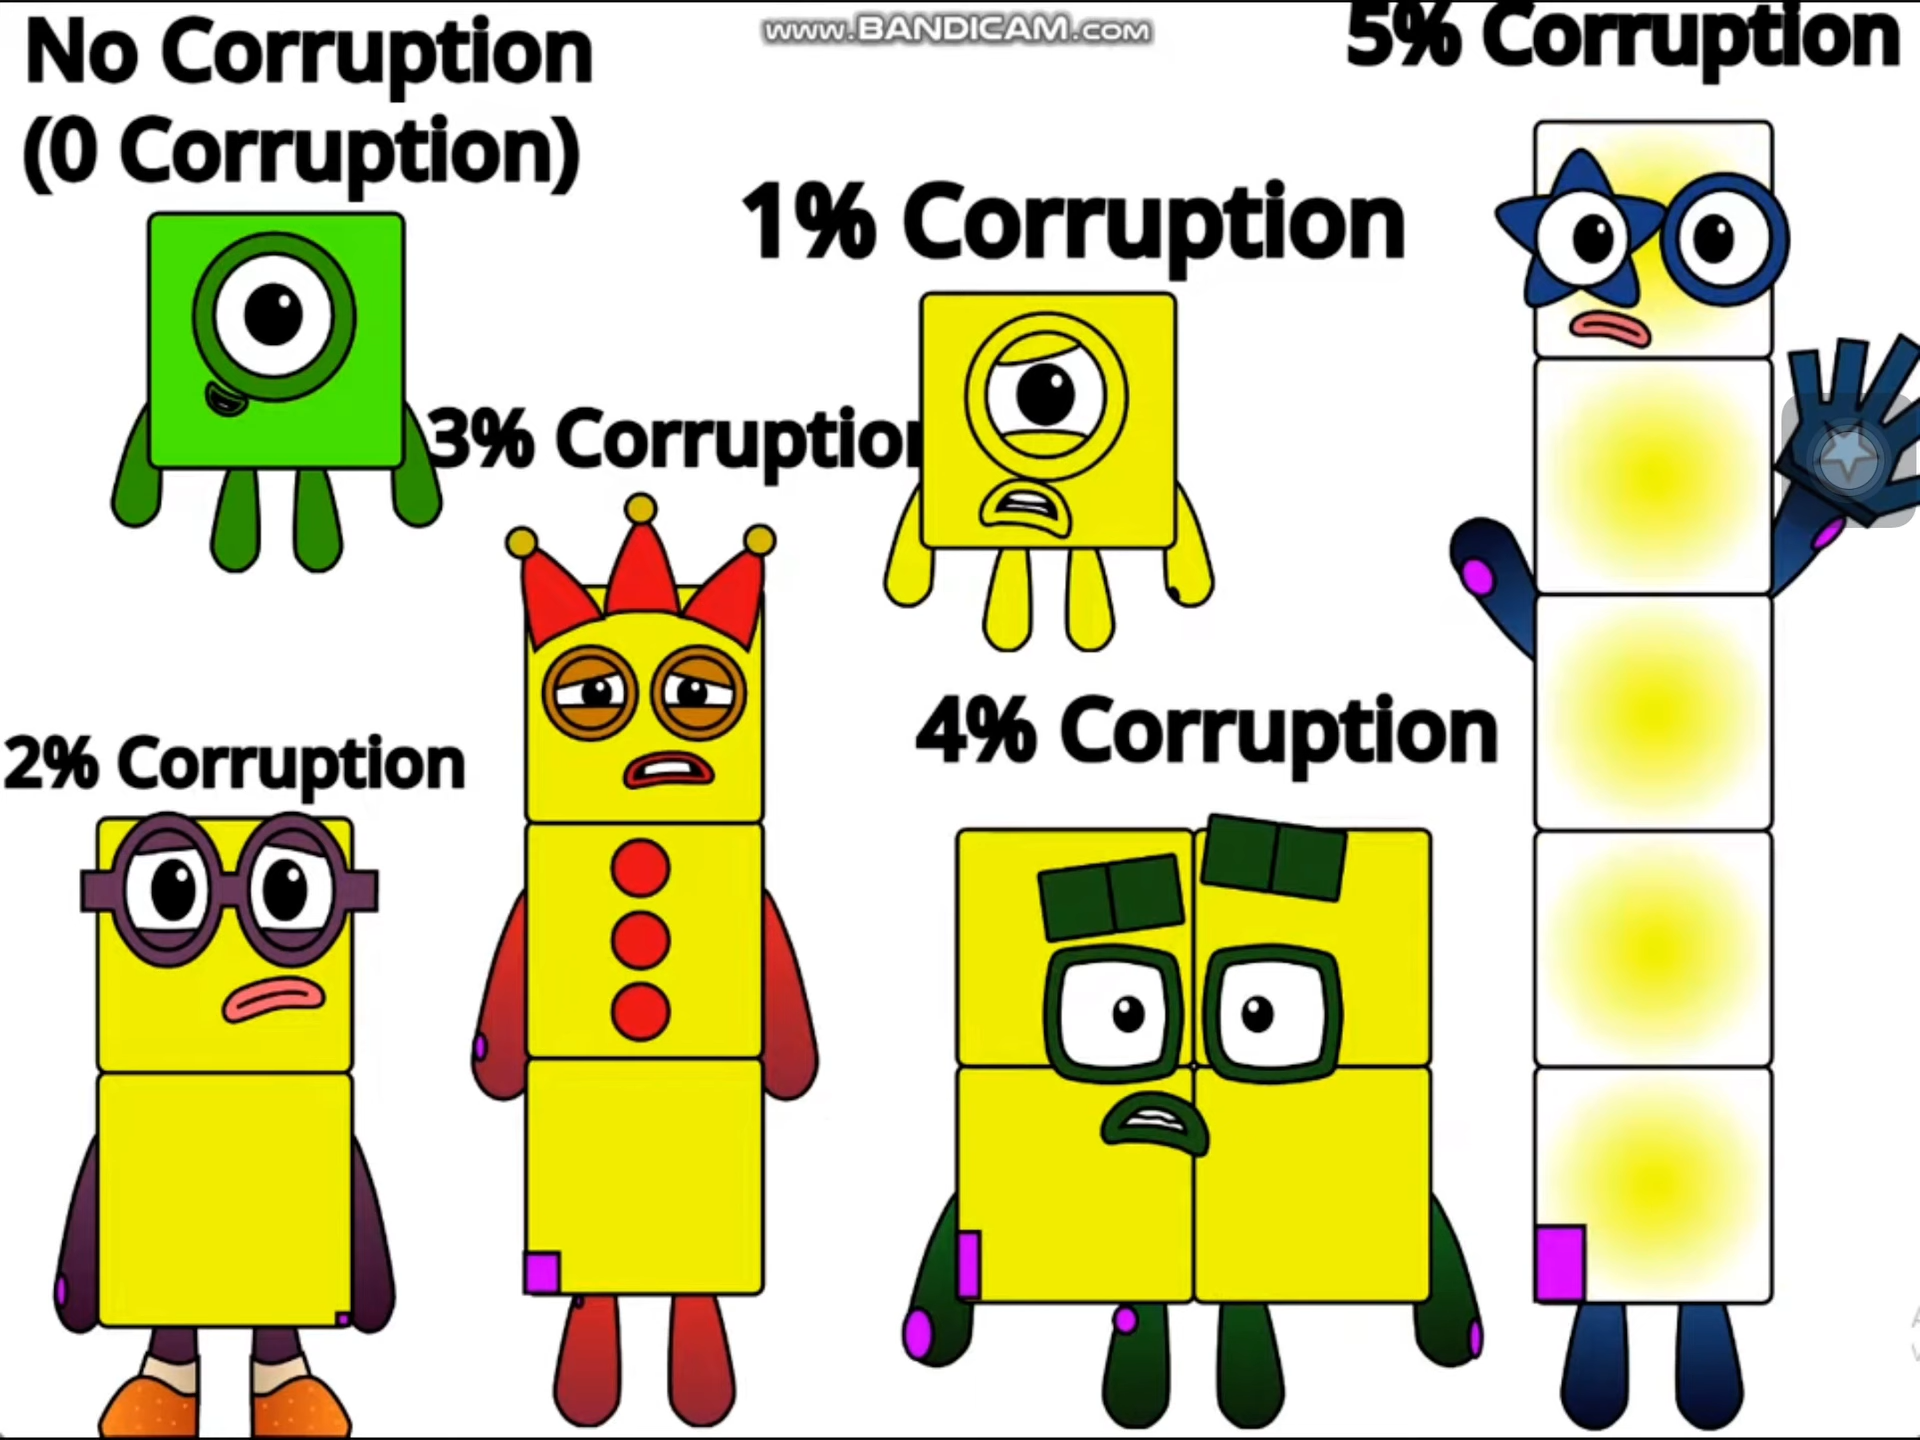 No Corruption
(0 Corruption)
www.BANDICAM.com
5% Corruption
1% Corruption
3% Corruption
2% Corruption
4% Corruption